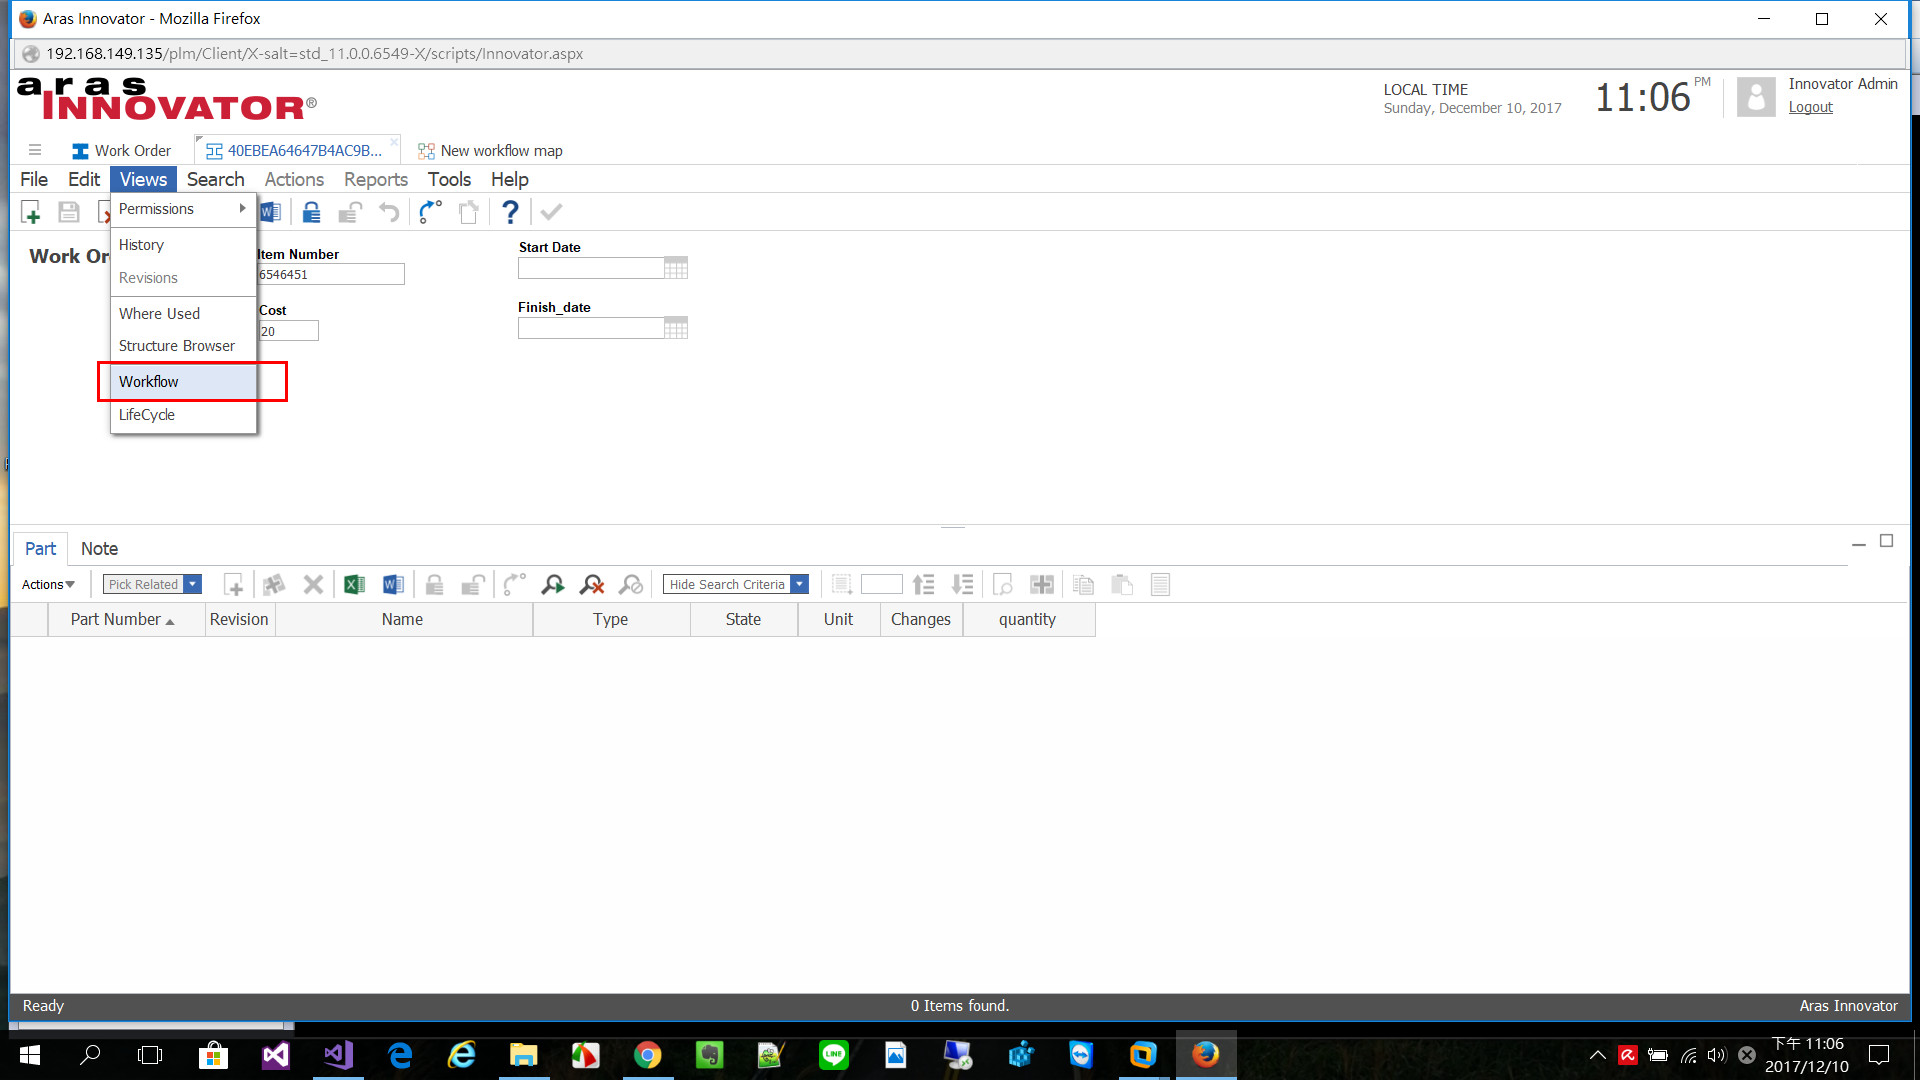 Aras Innovator - Mozilla Firefox
192.168.149.135/plm/Client/X-salt=std_11.0.0.6549-X/scripts/Innovator.aspx
aras
INNOVATOR®
LOCAL TIME
Sunday, December 10, 2017
11:06 PM
Innovator Admin
Logout
Work Order
40EBEA64647B4AC9B...
New workflow map
File Edit Views Search Actions Reports Tools Help
Permissions
History
Revisions
Where Used
Structure Browser
Workflow
LifeCycle
Work Or
Item Number
6546451
Cost
20
Start Date
Finish_date
Part Note
Actions
Pick Related
Hide Search Criteria
Part Number Revision Name Type State Unit Changes quantity
Ready
0 Items found.
Aras Innovator
LINE
下午 11:06
2017/12/10